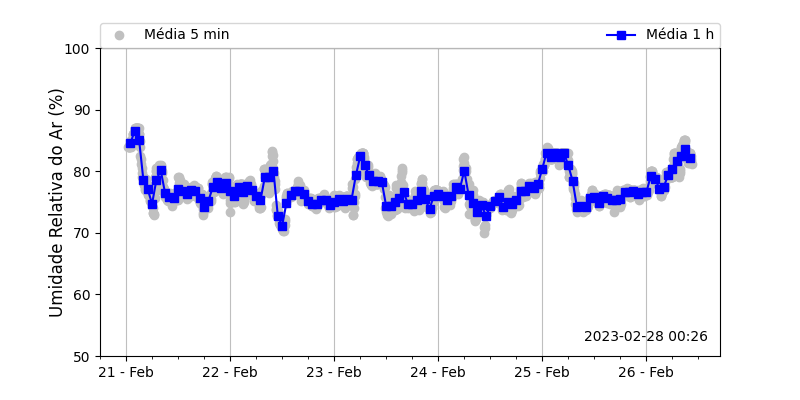 Média 5 min
Média 1 h
Umidade Relativa do Ar (%)
100
90
80
70
60
50
2023-02-28 00:26
21 - Feb
22 - Feb
23 - Feb
24 - Feb
25 - Feb
26 - Feb